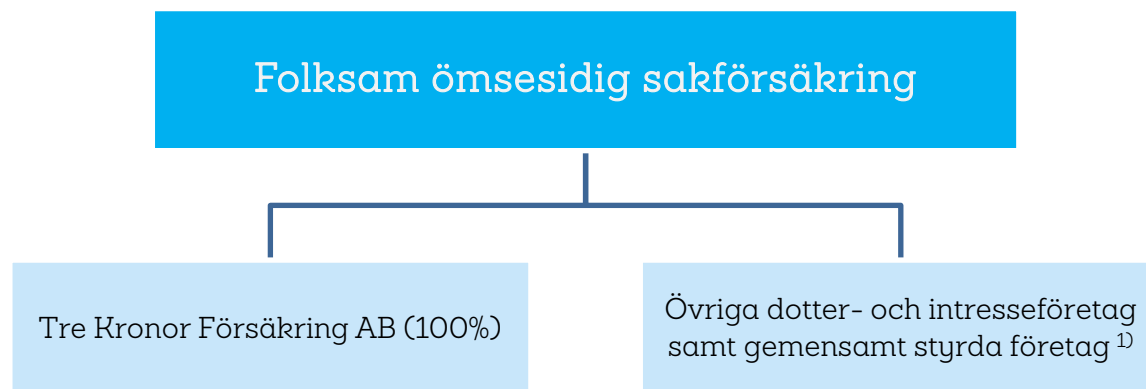 Folksam ömsesidig sakförsäkring
Tre Kronor Försäkring AB (100%)
Övriga dotter- och intresseföretag
samt gemensamt styrda företag 1)